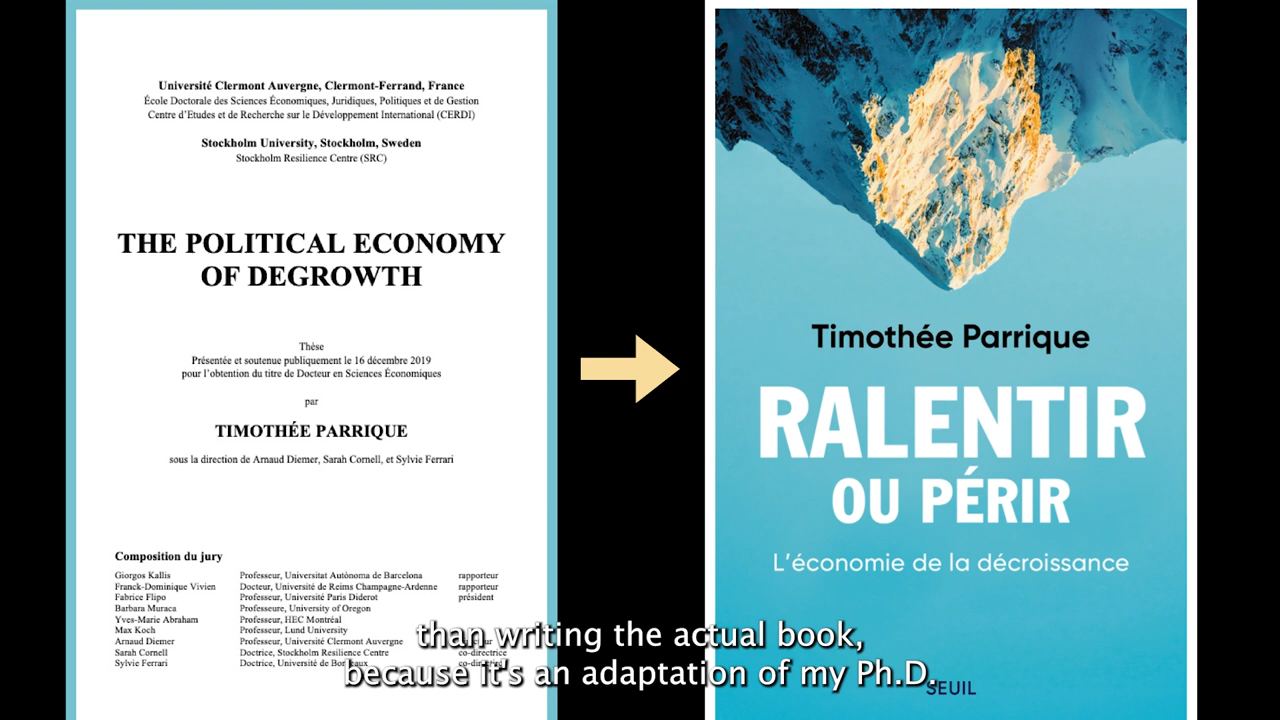 Université Clermont Auvergne, Clermont-Ferrand, France
École Doctorale des Sciences Économiques, Juridiques, Politiques et de Gestion
Centre d'Etudes et de Recherche sur le Développement International (CERDI)
Stockholm University, Stockholm, Sweden
Stockholm Resilience Centre (SRC)
THE POLITICAL ECONOMY
OF DEGROWTH
Thèse
Présentée et soutenue publiquement le 16 décembre 2019
pour l'obtention du titre de Docteur en Sciences Économiques
par
TIMOTHÉE PARRIQUE
sous la direction de Arnaud Diemer, Sarah Cornell, et Sylvie Ferrari
Composition du jury
Giorgos Kallis Professeur, Universitat Autònoma de Barcelona rapporteur
Franck-Dominique Vivien Docteur, Université de Reims Champagne-Ardenne rapporteur
Fabrice Flipo Professeur, Université Paris Diderot président
Barbara Muraca Professeure, University of Oregon
Yves-Marie Abraham Professeur, HEC Montréal
Max Koch Professeur, Lund University
Arnaud Diemer Professeur, Université Clermont Auvergne
Sarah Cornell Doctrice, Stockholm Resilience Centre co-directrice
Sylvie Ferrari Doctrice, Université de
Timothée Parrique
RALENTIR
OU PÉRIR
L'économie de la décroissance
SEUIL
than writing the actual book,
because it's an adaptation of my Ph.D.